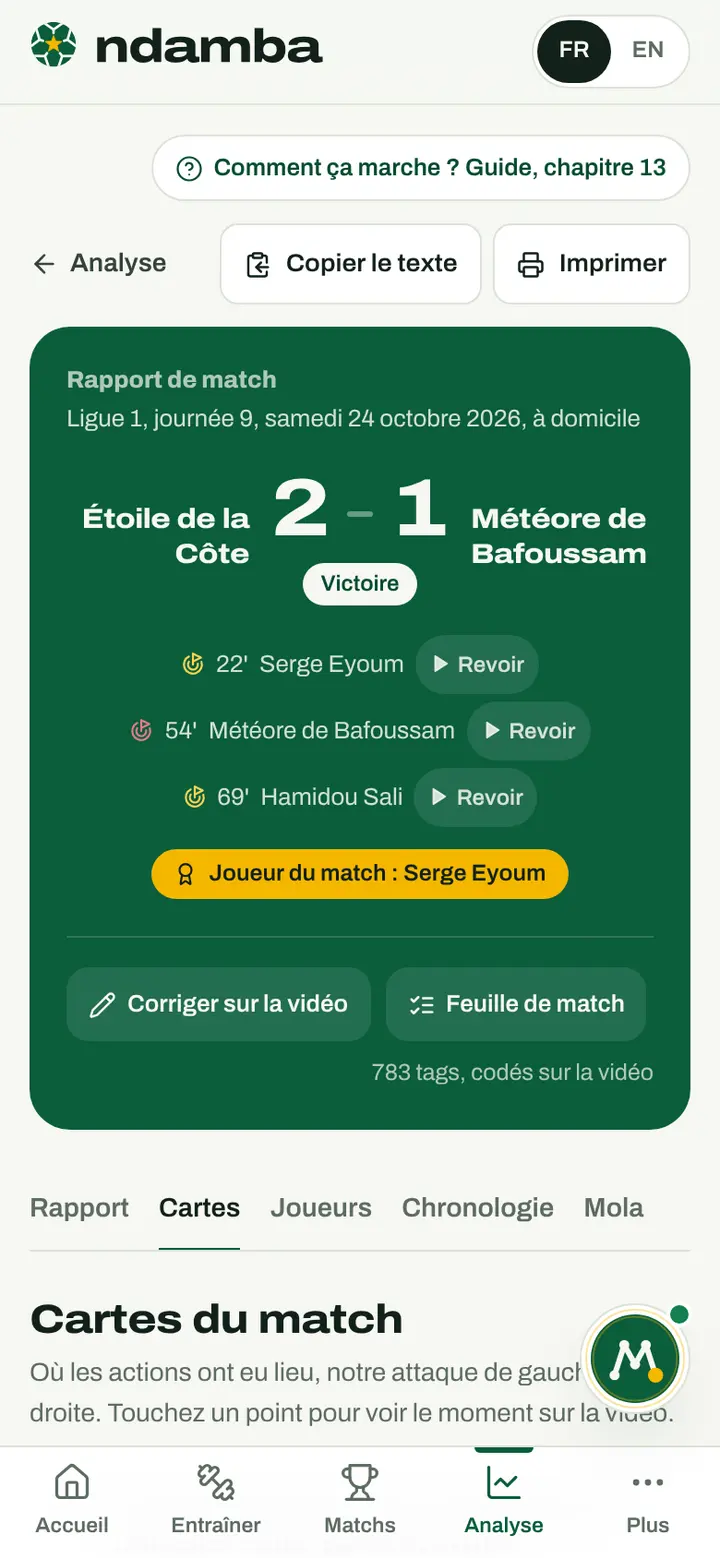 ndamba
FR EN
Comment ça marche ? Guide, chapitre 13
Analyse
Copier le texte
Imprimer
Rapport de match
Ligue 1, journée 9, samedi 24 octobre 2026, à domicile
Étoile de la Côte
2 – 1
Météore de Bafoussam
Victoire
22' Serge Eyoum Revoir
54' Météore de Bafoussam Revoir
69' Hamidou Sali Revoir
Joueur du match : Serge Eyoum
Corriger sur la vidéo
Feuille de match
783 tags, codés sur la vidéo
Rapport Cartes Joueurs Chronologie Mola
Cartes du match
Où les actions ont eu lieu, notre attaque de
droite. Touchez un point pour voir le moment sur la vidéo.
M
Accueil Entraîner Matchs Analyse Plus